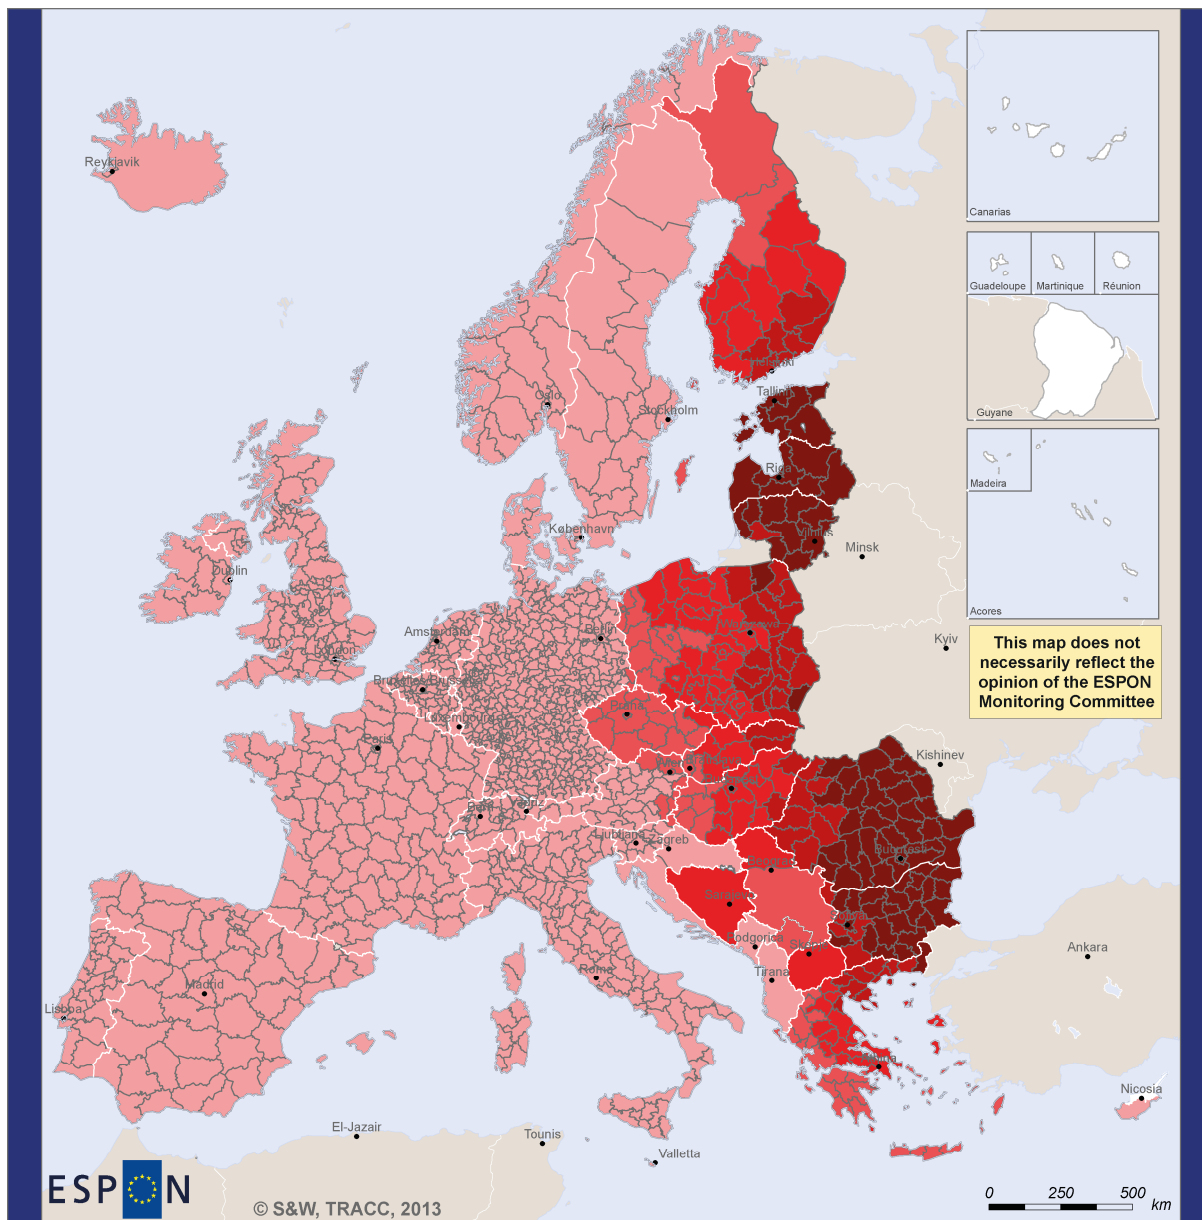 Reykjavik
Canarias
Guadeloupe
Martinique
Réunion
Guyane
Madeira
Acores
This map does not
necessarily reflect the
opinion of the ESPON
Monitoring Committee
Oslo
Stockholm
Helsinki
Tallinn
Riga
København
Vilnius
Minsk
Dublin
London
Amsterdam
Berlin
Warszawa
Kyiv
Bruxelles/Brussel
Luxembourg
Praha
Paris
Kishinev
Wien
Bratislava
Budapest
Bern
Vaduz
Ljubljana
Zagreb
Beograd
Bucuresti
Sarajevo
Podgorica
Skopje
Sofiya
Tirana
Roma
Madrid
Lisboa
Ankara
Athina
Nicosia
El-Jazair
Tounis
Valletta
ESPON
© S&W, TRACC, 2013
0 250 500
km